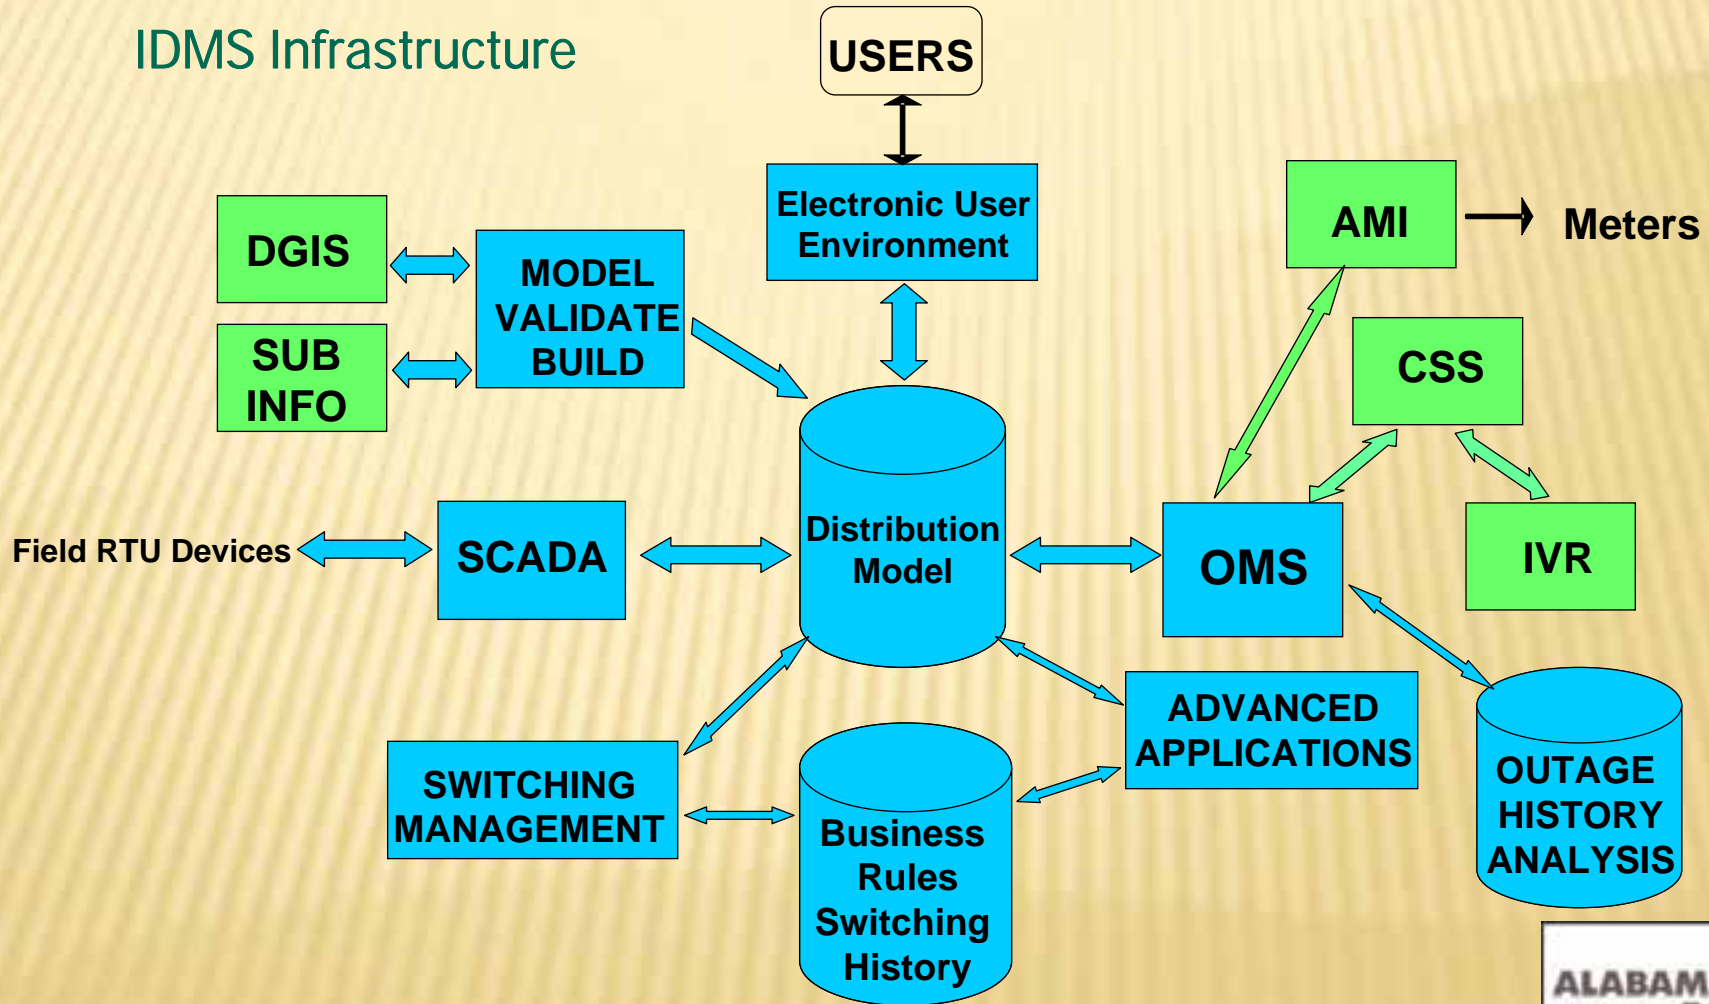 IDMS Infrastructure
USERS
Electronic User
Environment
AMI
Meters
DGIS
MODEL
VALIDATE
BUILD
SUB
INFO
CSS
Field RTU Devices
SCADA
Distribution
Model
OMS
IVR
SWITCHING
MANAGEMENT
Business
Rules
Switching
History
ADVANCED
APPLICATIONS
OUTAGE
HISTORY
ANALYSIS
ALABAM